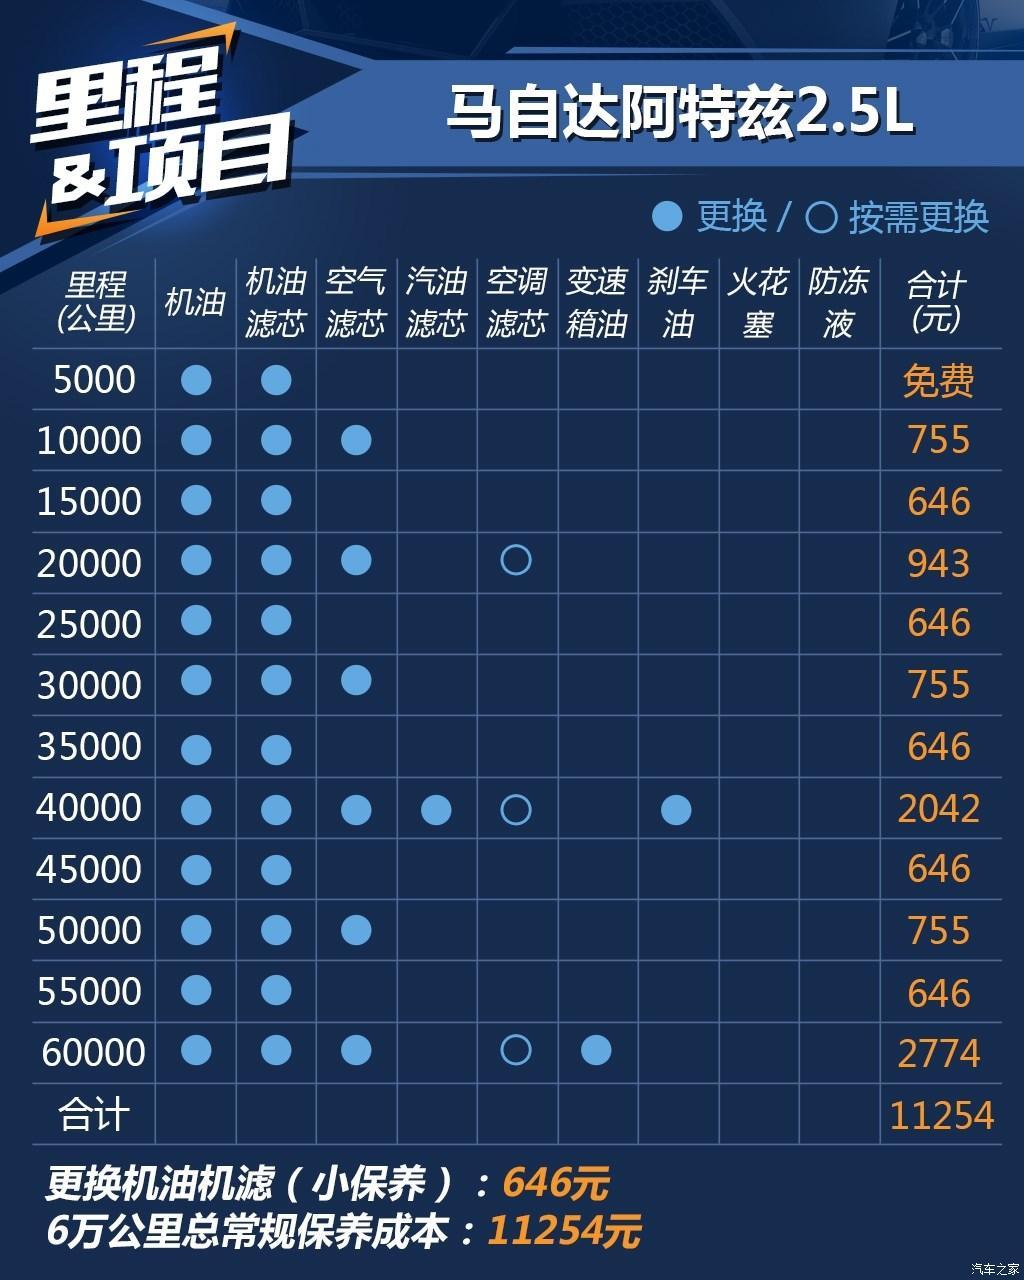 里程
&项目
马自达阿特兹2.5L
● 更换 / ○ 按需更换
里程(公里) 机油 机油滤芯 空气滤芯 汽油滤芯 空调滤芯 变速箱油 刹车油 火花塞 防冻液 合计(元)
5000 ● ● 免费
10000 ● ● ● 755
15000 ● ● 646
20000 ● ● ● ○ 943
25000 ● ● 646
30000 ● ● ● 755
35000 ● ● 646
40000 ● ● ● ● ○ ● 2042
45000 ● ● 646
50000 ● ● ● 755
55000 ● ● 646
60000 ● ● ● ○ ● 2774
合计 11254
更换机油机滤（小保养）：646元
6万公里总常规保养成本：11254元
汽车之家